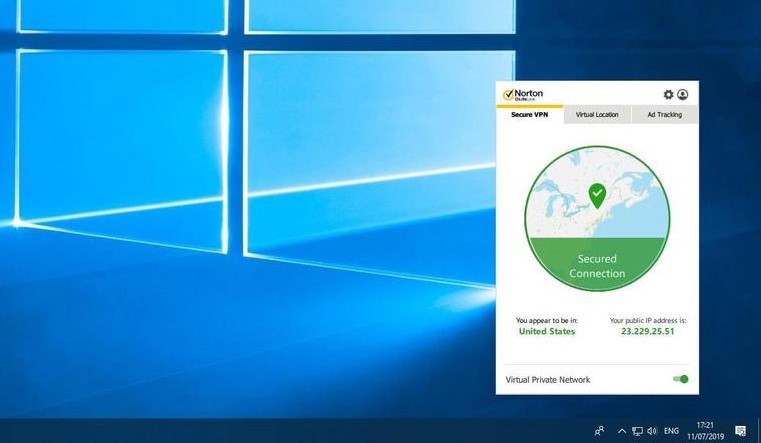 Norton
Secure VPN
Virtual Location
Ad Tracking
Secured
Connection
You appear to be in:
United States
Your public IP address is:
23.229.25.51
Virtual Private Network
ENG
17:21
11/07/2019